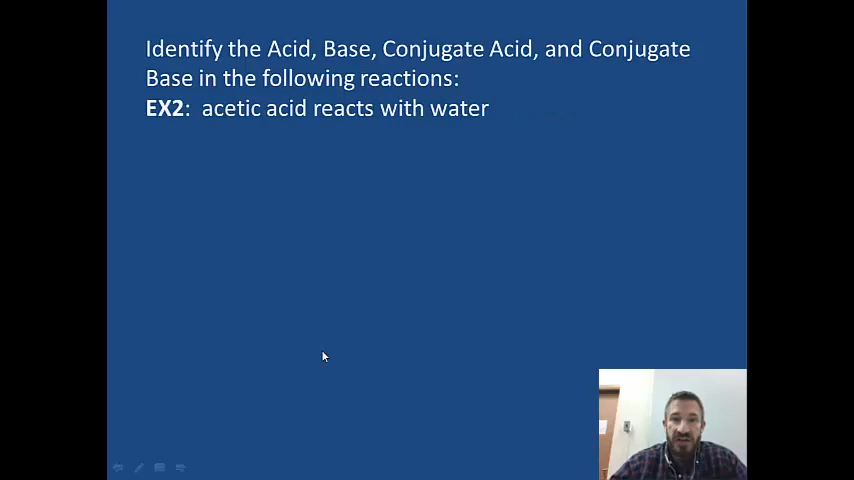 Identify the Acid, Base, Conjugate Acid, and Conjugate
Base in the following reactions:
EX2: acetic acid reacts with water